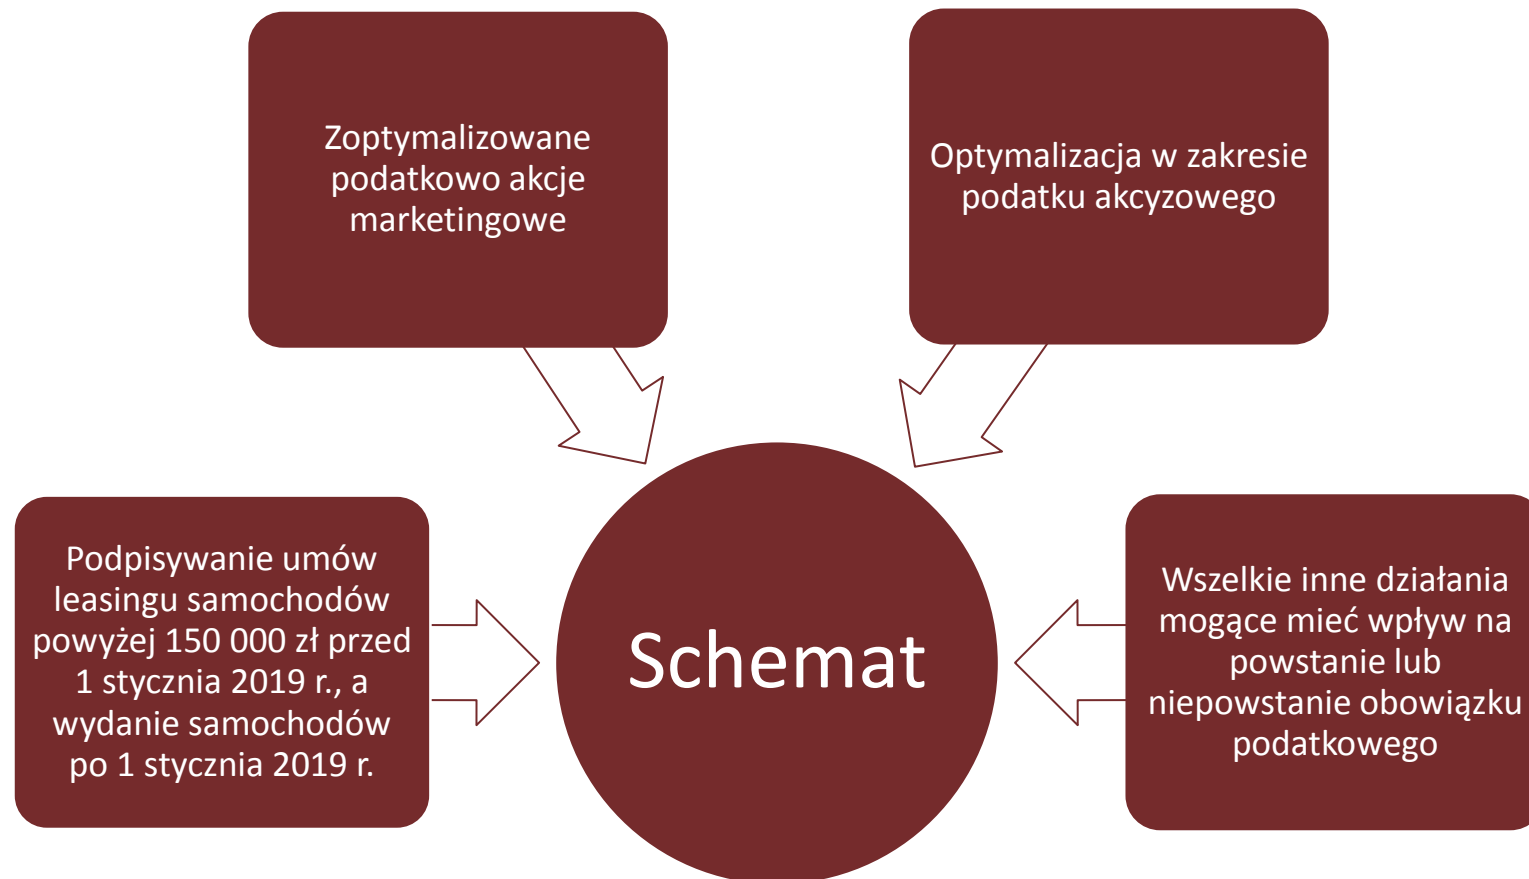 Zoptymalizowane
podatkowo akcje
marketingowe
Optymalizacja w zakresie
podatku akcyzowego
Podpisywanie umów
leasingu samochodów
powyżej 150 000 zł przed
1 stycznia 2019 r., a
wydanie samochodów
po 1 stycznia 2019 r.
Schemat
Wszelkie inne działania
mogące mieć wpływ na
powstanie lub
niepowstanie obowiązku
podatkowego